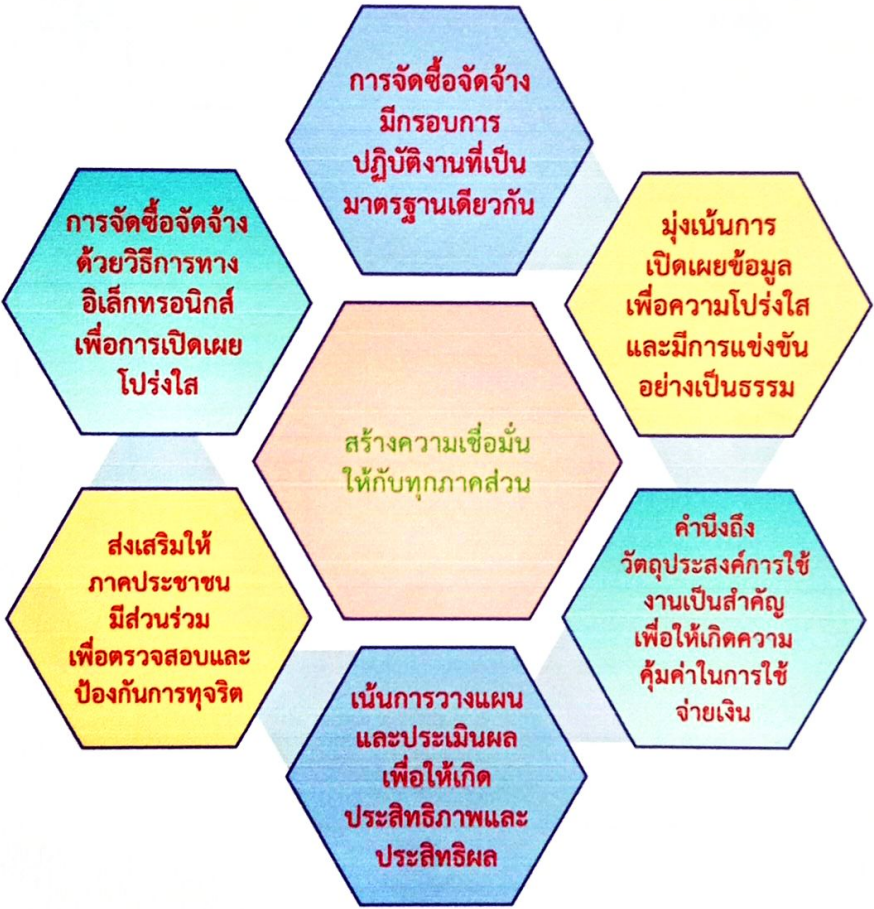 การจัดซื้อจัดจ้าง
มีกรอบการ
ปฏิบัติงานที่เป็น
มาตรฐานเดียวกัน
มุ่งเน้นการ
เปิดเผยข้อมูล
เพื่อความโปร่งใส
และมีการแข่งขัน
อย่างเป็นธรรม
คำนึงถึง
วัตถุประสงค์การใช้
งานเป็นสำคัญ
เพื่อให้เกิดความ
คุ้มค่าในการใช้
จ่ายเงิน
เน้นการวางแผน
และประเมินผล
เพื่อให้เกิด
ประสิทธิภาพและ
ประสิทธิผล
ส่งเสริมให้
ภาคประชาชน
มีส่วนร่วม
เพื่อตรวจสอบและ
ป้องกันการทุจริต
การจัดซื้อจัดจ้าง
ด้วยวิธีการทาง
อิเล็กทรอนิกส์
เพื่อการเปิดเผย
โปร่งใส
สร้างความเชื่อมั่น
ให้กับทุกภาคส่วน